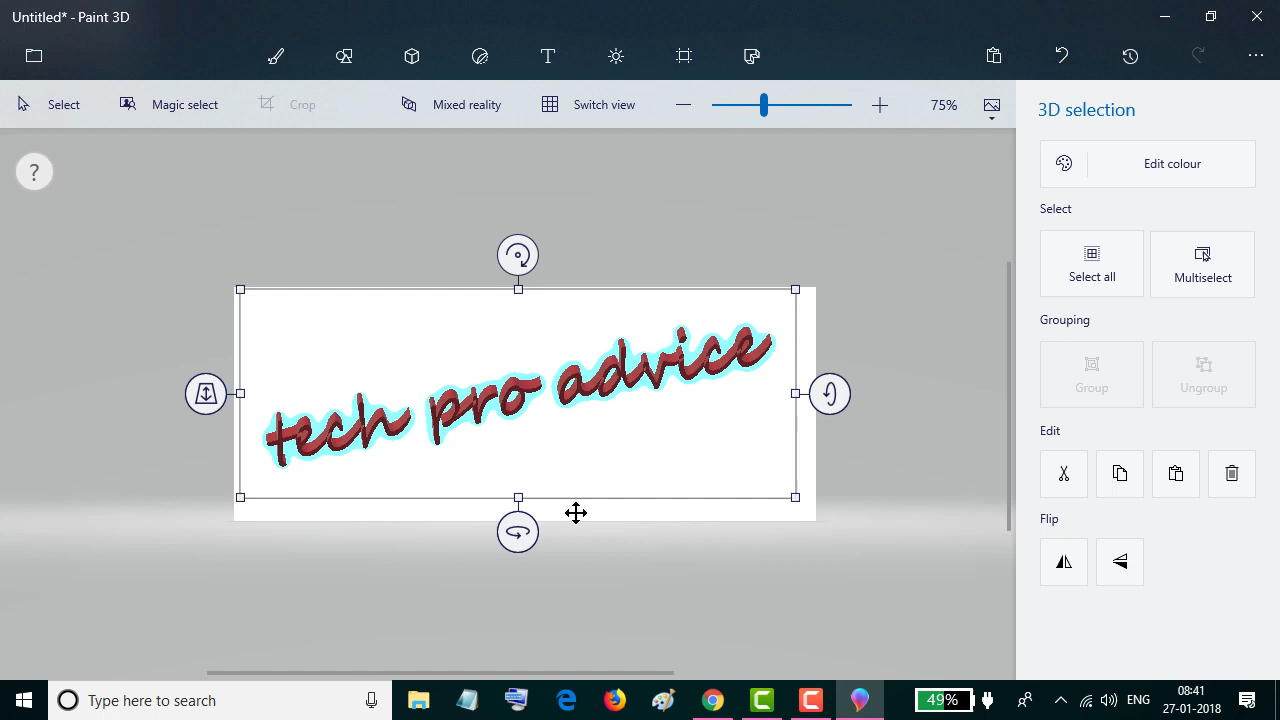 Untitled* - Paint 3D
Select
Magic select
Crop
Mixed reality
Switch view
75%
3D selection
?
Edit colour
Select
Select all
Multiselect
Grouping
Group
Ungroup
Edit
Flip
tech pro advice
Type here to search
49%
ENG
08:41
27-01-2018